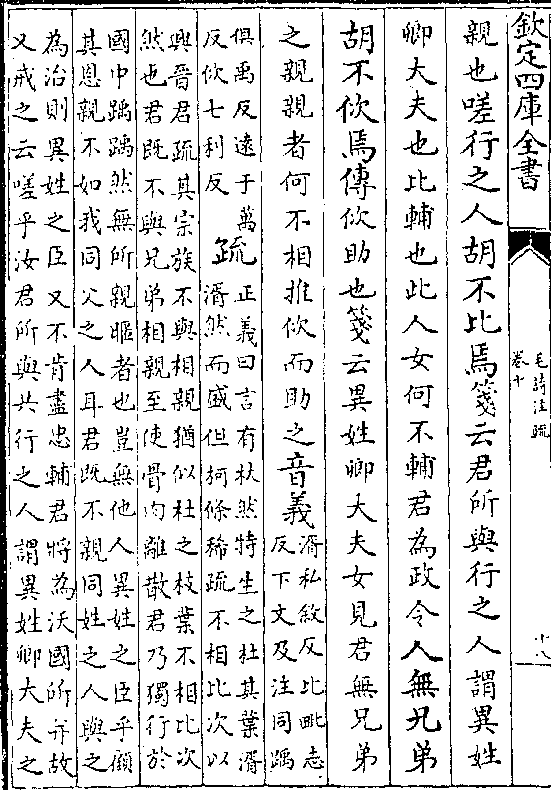 欽定四庫全書
毛詩注疏
卷十
十八
親也嗟行之人胡不比焉箋云君所與行之人謂異姓
卿大夫也比輔也此人女何不輔君為政令人無兄弟
胡不佽焉傳佽助也箋云異姓卿大夫女見君無兄弟
之親親者何不相推佽而助之音義
湑私敘反比毗志
反下文及注同踽
俱禹反遠于萬
反佽七利反
疏
正義曰言有杕然特生之杜其葉湑
湑然而盛但柯條稀疏不相比次以
興晉君疏其宗族不與相親猶似杜之枝葉不相比次
然也君既不與兄弟相親至使骨肉離散君乃獨行於
國中踽踽然無所親暱者也豈無他人異姓之臣乎顧
其恩親不如我同父之人耳君既不親同姓之人與之
為治則異姓之臣又不肯盡忠輔君將為沃國所并故
又戒之云嗟乎汝君所與共行之人謂異姓卿大夫之